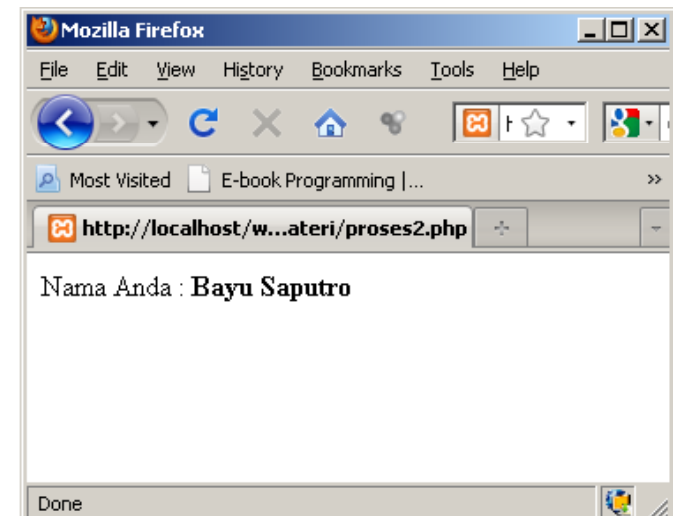 Mozilla Firefox
File Edit View History Bookmarks Tools Help
Most Visited E-book Programming |... »
http://localhost/w...ateri/proses2.php
Nama Anda : Bayu Saputro
Done